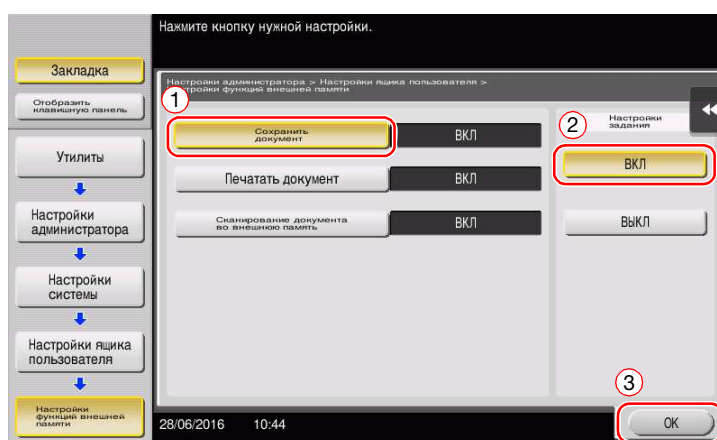 Нажмите кнопку нужной настройки.
Закладка
Отобразить
клавишную панель
Утилиты
Настройки
администратора
Настройки
системы
Настройки ящика
пользователя
Настройки
функций внешней
памяти
Настройки администратора > Настройки ящика пользователя >
Настройки функций внешней памяти
1
Сохранить
документ
ВКЛ
Печатать документ
ВКЛ
Сканирование документа
во внешнюю память
ВКЛ
2
Настройки
задания
ВКЛ
ВЫКЛ
3
28/06/2016 10:44
OK